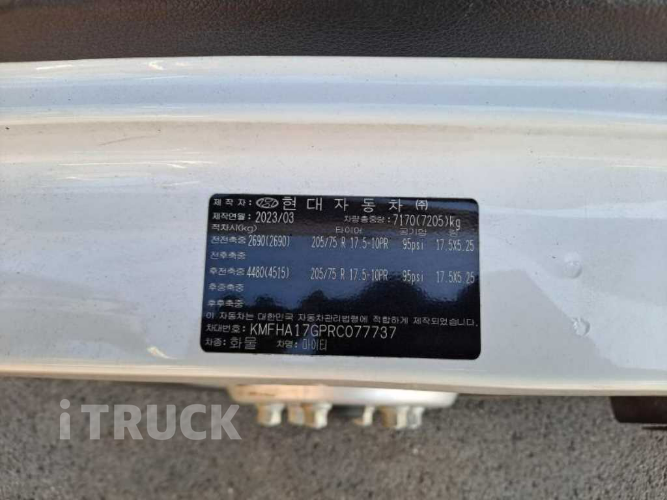 제 작 자 : 현 대 자 동 차 ㈜
제작연월: 2023/03 차량총중량: 7170(7205)kg
적차시(kg) 타이어 공기압 림
전전축중 2690(2690) 205/75 R 17.5-10PR 95psi 17.5X5.25
전후축중
후전축중 4480(4515) 205/75 R 17.5-10PR 95psi 17.5X5.25
후중축중
후후축중
이 자동차는 대한민국 자동차관리법령에 적합하게 제작되었음.
차대번호: KMFHA17GPRC077737
차종: 화물 차명: 마이티
iTRUCK